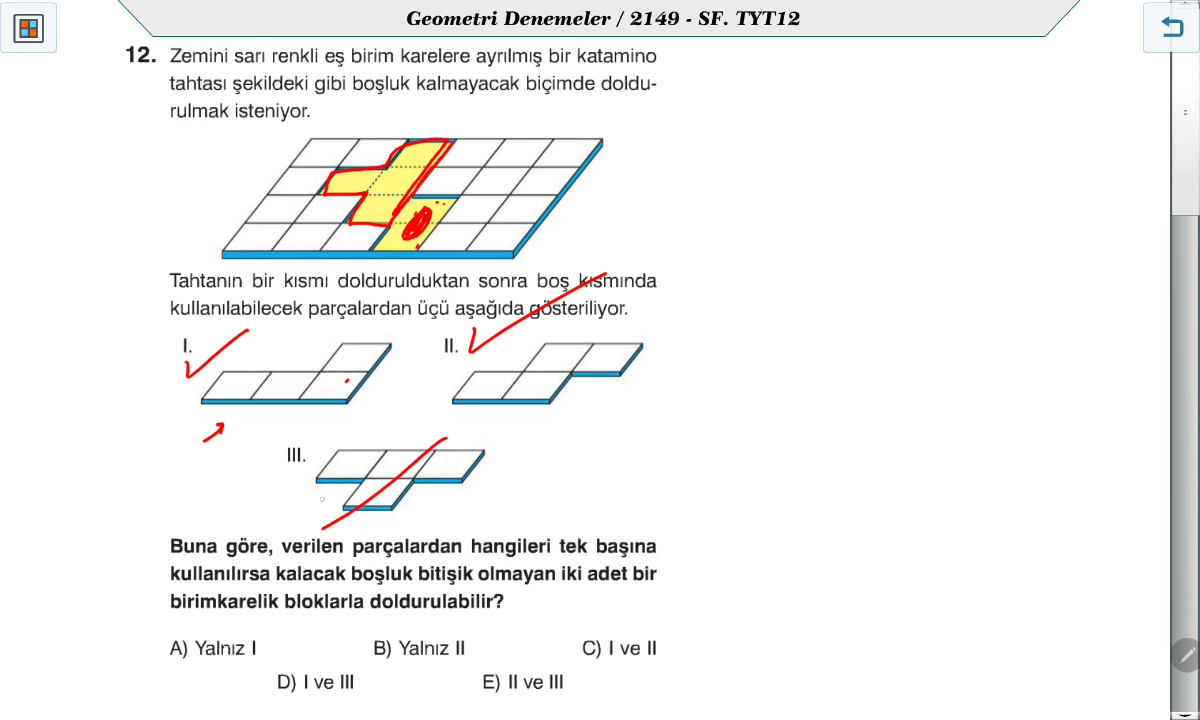 Geometri Denemeler / 2149 - SF. TYT12
12. Zemini sarı renkli eş birim karelere ayrılmış bir katamino
tahtası şekildeki gibi boşluk kalmayacak biçimde doldu-
rulmak isteniyor.
Tahtanın bir kısmı doldurulduktan sonra boş kısmında
kullanılabilecek parçalardan üçü aşağıda gösteriliyor.
I.
II.
III.
Buna göre, verilen parçalardan hangileri tek başına
kullanılırsa kalacak boşluk bitişik olmayan iki adet bir
birimkarelik bloklarla doldurulabilir?
A) Yalnız I
B) Yalnız II
C) I ve II
D) I ve III
E) II ve III